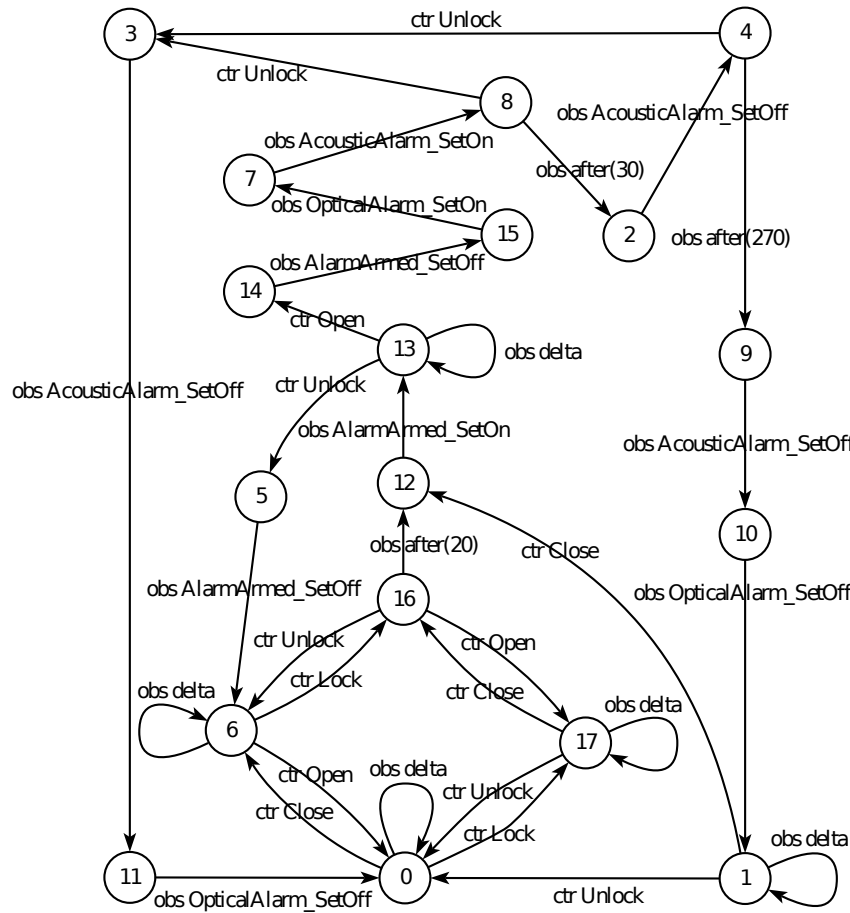 ctr Unlock
3
4
ctr Unlock
8
obs AcousticAlarm_SetOff
obs AcousticAlarm_SetOn
obs after(30)
7
obs OpticalAlarm_SetOn
15
2
obs after(270)
obs AlarmArmed_SetOff
14
ctr Open
13
obs delta
9
ctr Unlock
obs AcousticAlarm_SetOff
obs AlarmArmed_SetOn
obs AcousticAlarm_SetOff
5
12
10
obs after(20)
ctr Close
obs AlarmArmed_SetOff
obs OpticalAlarm_SetOff
16
ctr Unlock
ctr Open
ctr Lock
ctr Close
obs delta
obs delta
6
17
ctr Open
obs delta
ctr Unlock
ctr Close
ctr Lock
obs delta
11
0
1
obs OpticalAlarm_SetOff
ctr Unlock